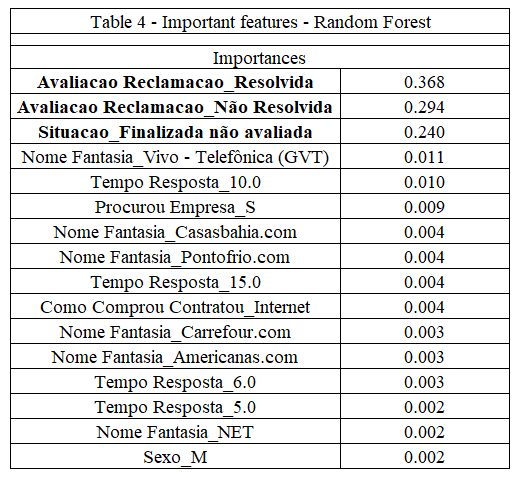 Table 4 - Important features - Random Forest
Importances
Avaliacao Reclamacao_Resolvida 0.368
Avaliacao Reclamacao_Não Resolvida 0.294
Situacao_Finalizada não avaliada 0.240
Nome Fantasia_Vivo - Telefônica (GVT) 0.011
Tempo Resposta_10.0 0.010
Procurou Empresa_S 0.009
Nome Fantasia_Casasbahia.com 0.004
Nome Fantasia_Pontofrio.com 0.004
Tempo Resposta_15.0 0.004
Como Comprou Contratou_Internet 0.004
Nome Fantasia_Carrefour.com 0.003
Nome Fantasia_Americanas.com 0.003
Tempo Resposta_6.0 0.003
Tempo Resposta_5.0 0.002
Nome Fantasia_NET 0.002
Sexo_M 0.002